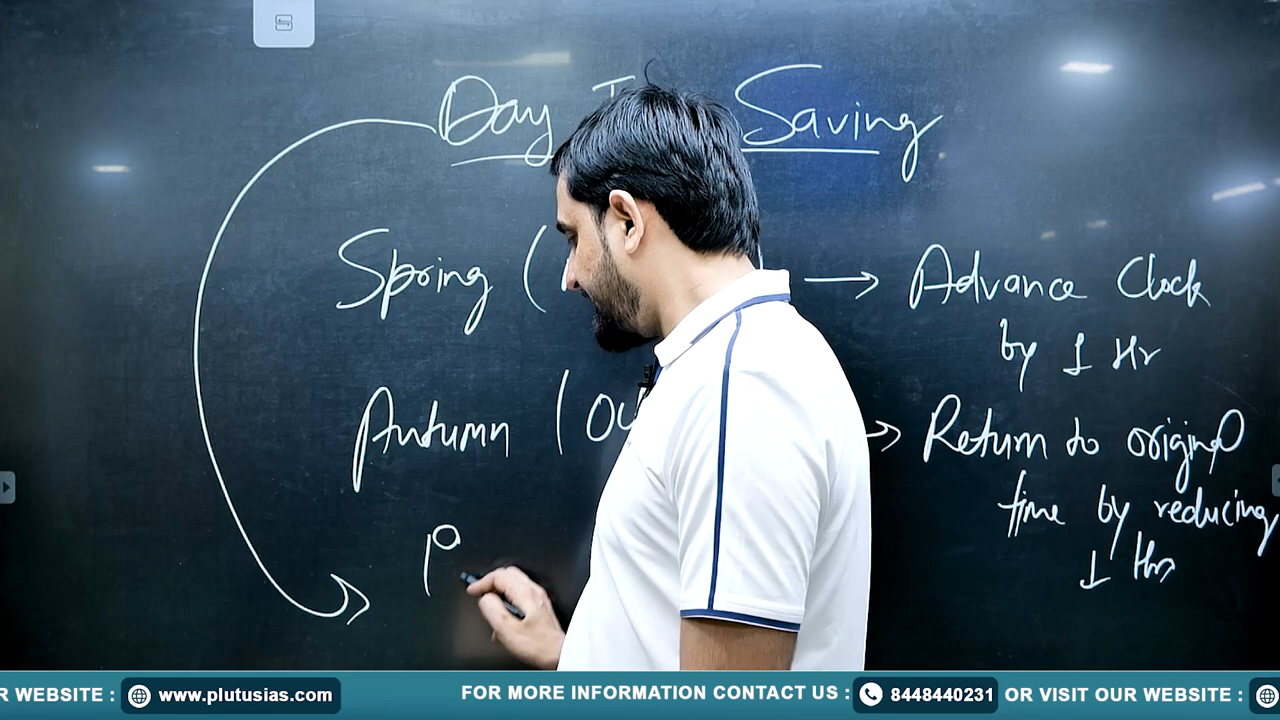 Day Saving
Spring ( → Advance Clock
by 1 Hr
Autumn ( → Return to original
time by reducing
1 Hrs
R WEBSITE : www.plutusias.com FOR MORE INFORMATION CONTACT US : 8448440231 OR VISIT OUR WEBSITE :